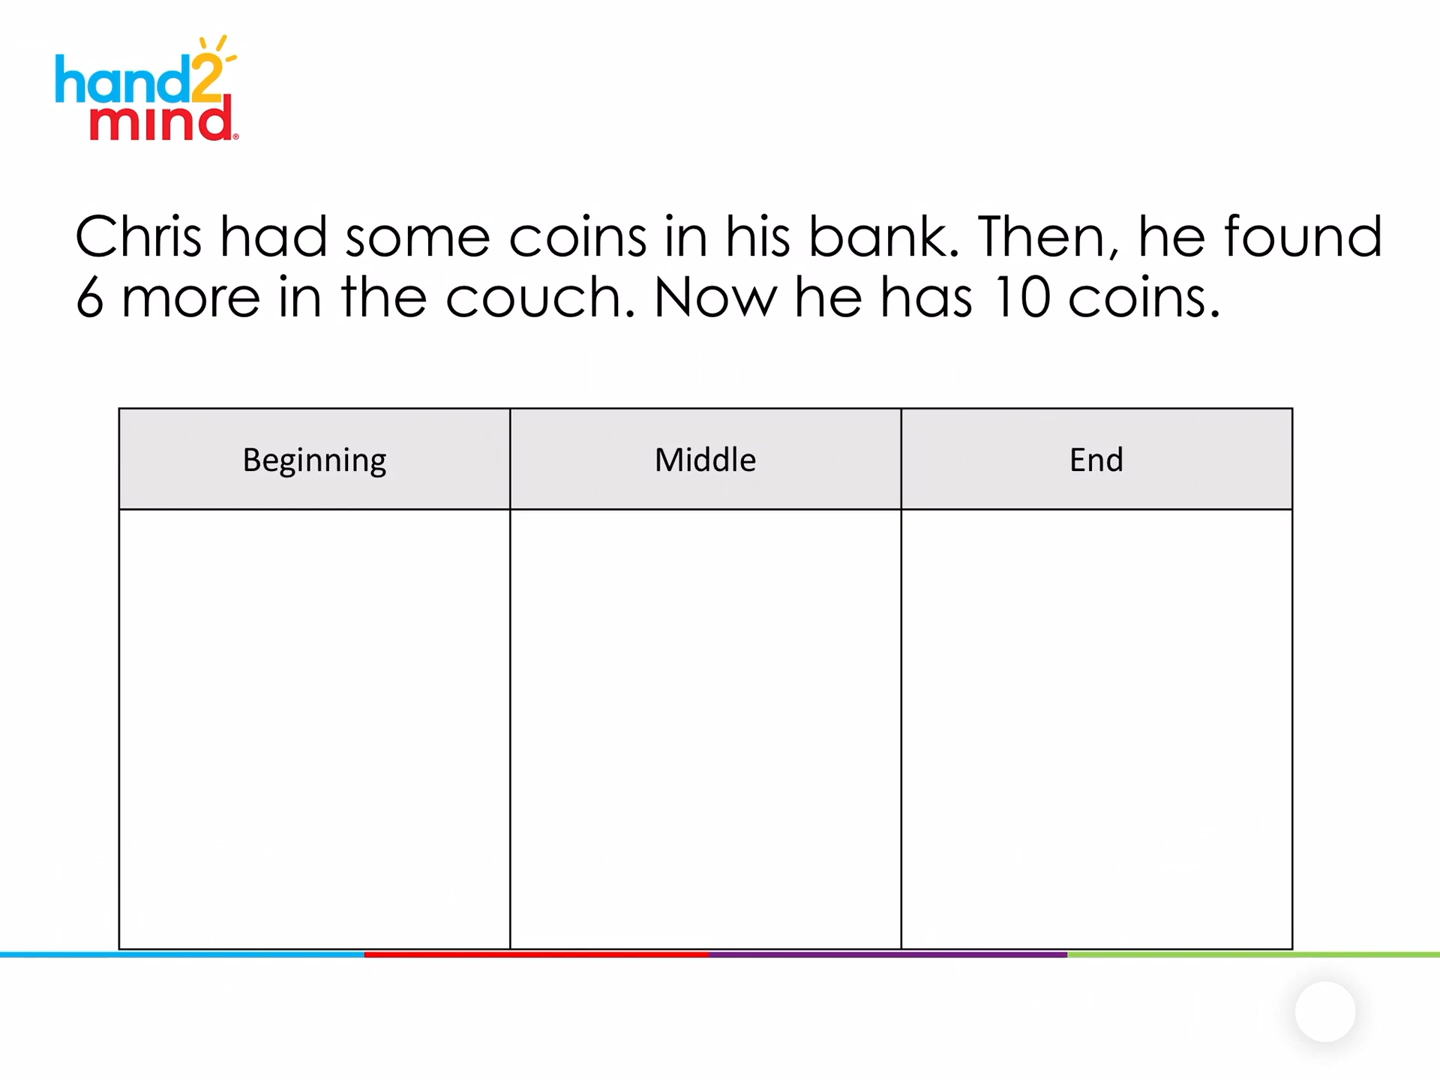 hand2
mind®
Chris had some coins in his bank. Then, he found
6 more in the couch. Now he has 10 coins.
Beginning Middle End